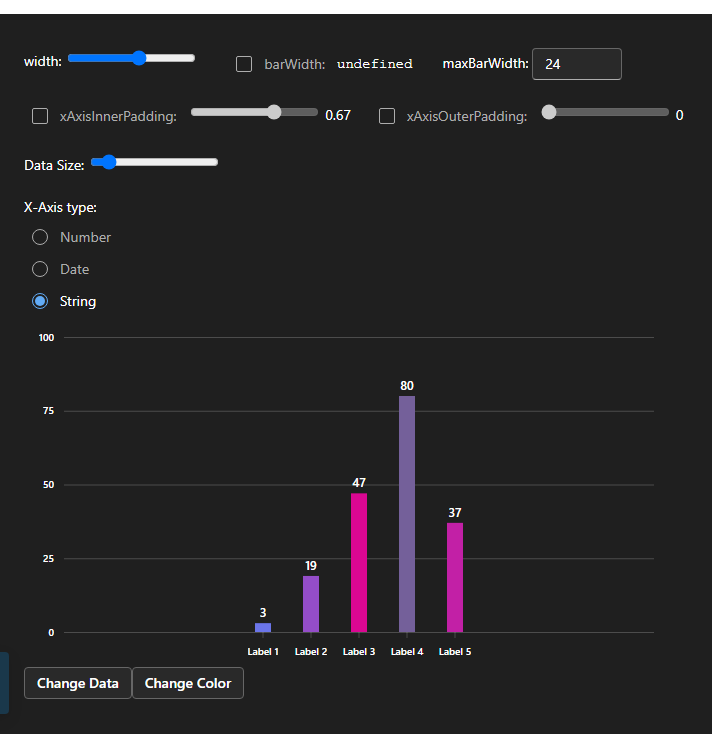 width: barWidth: undefined maxBarWidth: 24
xAxisInnerPadding: 0.67 xAxisOuterPadding: 0
Data Size:
X-Axis type:
Number
Date
String
100
80
75
47
50
37
19
25
3
0
Label 1 Label 2 Label 3 Label 4 Label 5
Change Data Change Color